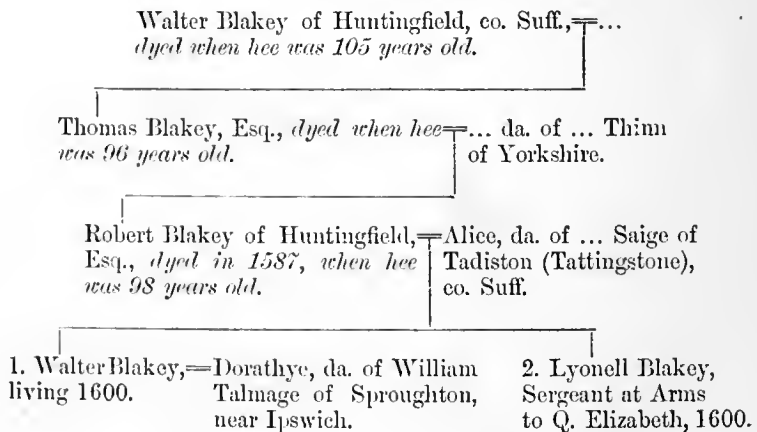 Walter Blakey of Huntingfield, co. Suff.,=...
dyed when hee was 105 years old.
Thomas Blakey, Esq., dyed when hee=... da. of ... Thinn
was 96 years old. of Yorkshire.
Robert Blakey of Huntingfield,=Alice, da. of ... Saige of
Esq., dyed in 1587, when hee Tadiston (Tattingstone),
was 98 years old. co. Suff.
1. Walter Blakey,=Dorathye, da. of William 2. Lyonell Blakey,
living 1600. Talmage of Sproughton, Sergeant at Arms
near Ipswich. to Q. Elizabeth, 1600.